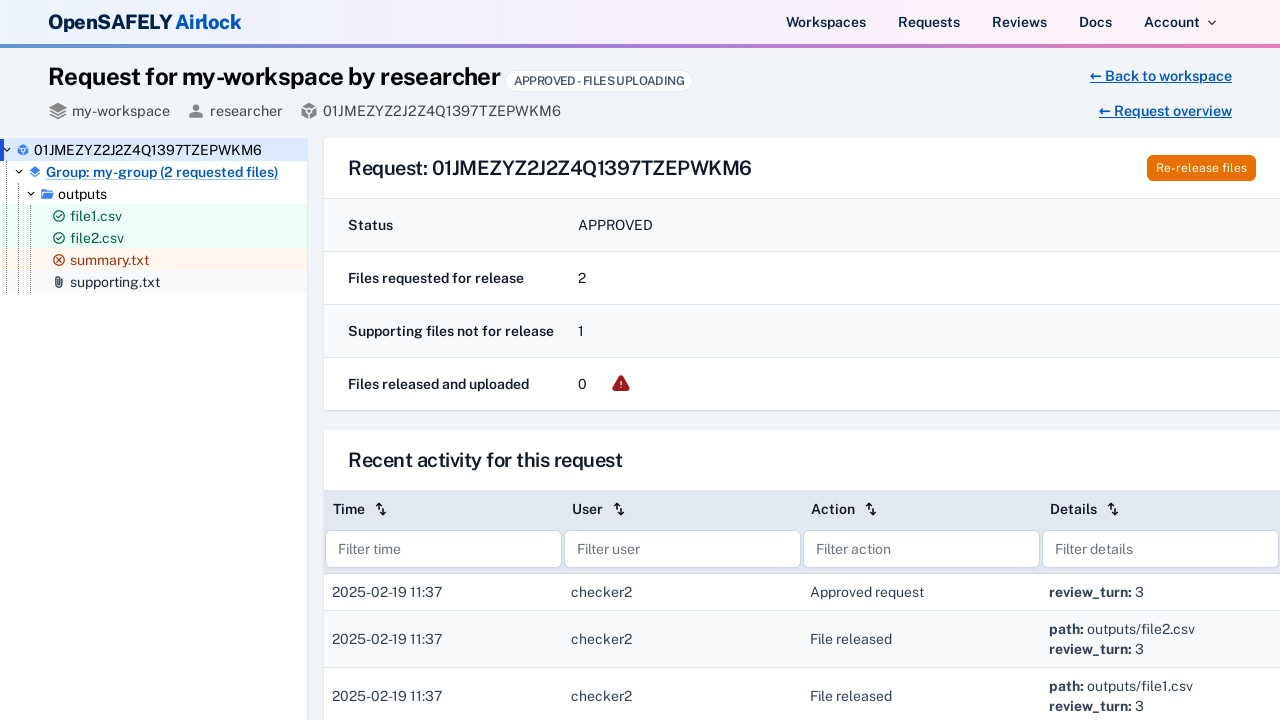 OpenSAFELY Airlock Workspaces Requests Reviews Docs Account
Request for my-workspace by researcher APPROVED - FILES UPLOADING ← Back to workspace
my-workspace researcher 01JMEZYZ2J2Z4Q1397TZEPWKM6 ← Request overview
01JMEZYZ2J2Z4Q1397TZEPWKM6
Group: my-group (2 requested files)
outputs
file1.csv
file2.csv
summary.txt
supporting.txt
Request: 01JMEZYZ2J2Z4Q1397TZEPWKM6 Re-release files
Status APPROVED
Files requested for release 2
Supporting files not for release 1
Files released and uploaded 0
Recent activity for this request
Time User Action Details
Filter time Filter user Filter action Filter details
2025-02-19 11:37 checker2 Approved request review_turn: 3
2025-02-19 11:37 checker2 File released path: outputs/file2.csv
review_turn: 3
2025-02-19 11:37 checker2 File released path: outputs/file1.csv
review_turn: 3